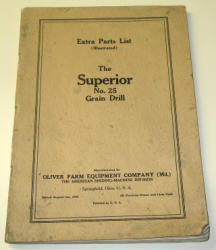 Extra Parts List
(Illustrated)
The
Superior
No. 25
Grain Drill
Manufactured by
OLIVER FARM EQUIPMENT COMPANY (Md.)
THE AMERICAN SEEDING-MACHINE DIVISION
Springfield, Ohio, U. S. A.
Printed in U. S. A.